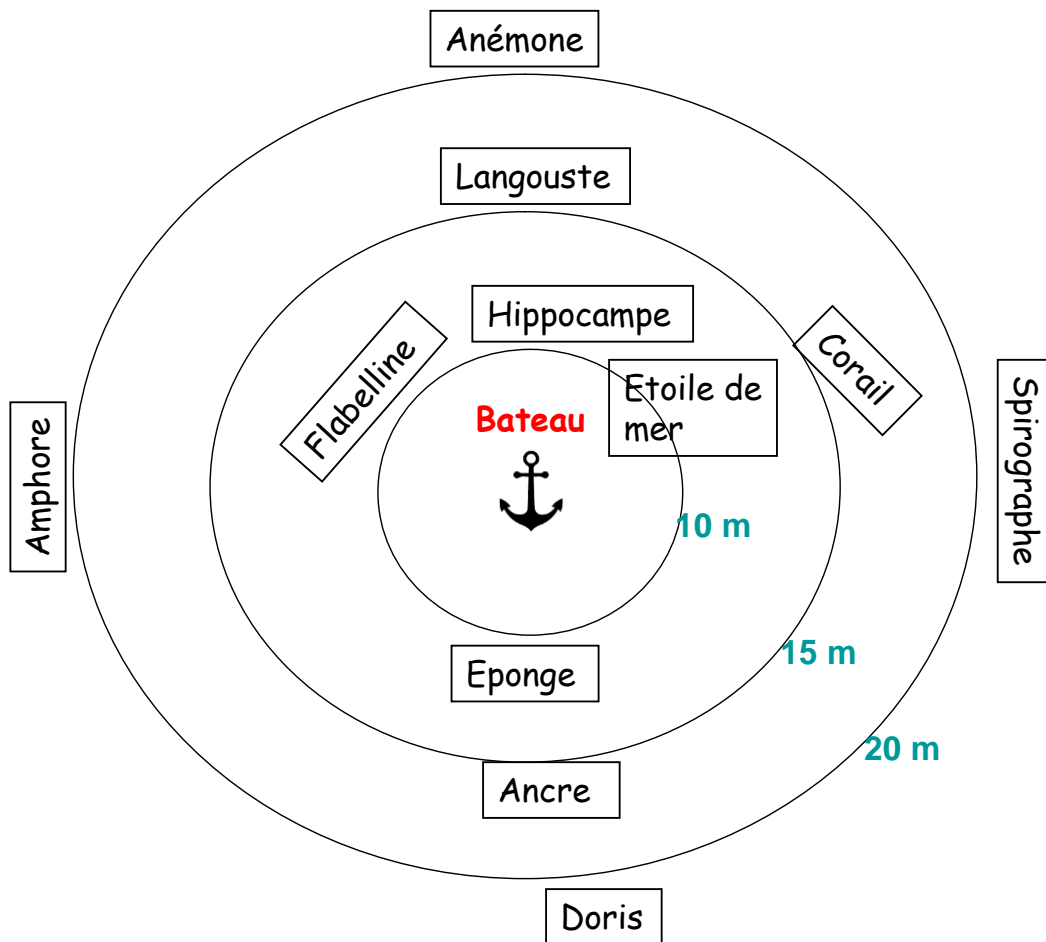 Anémone
Langouste
Hippocampe
Flabelline
Corail
Etoile de
mer
Bateau
Amphore
Spirographe
10 m
15 m
Eponge
20 m
Ancre
Doris